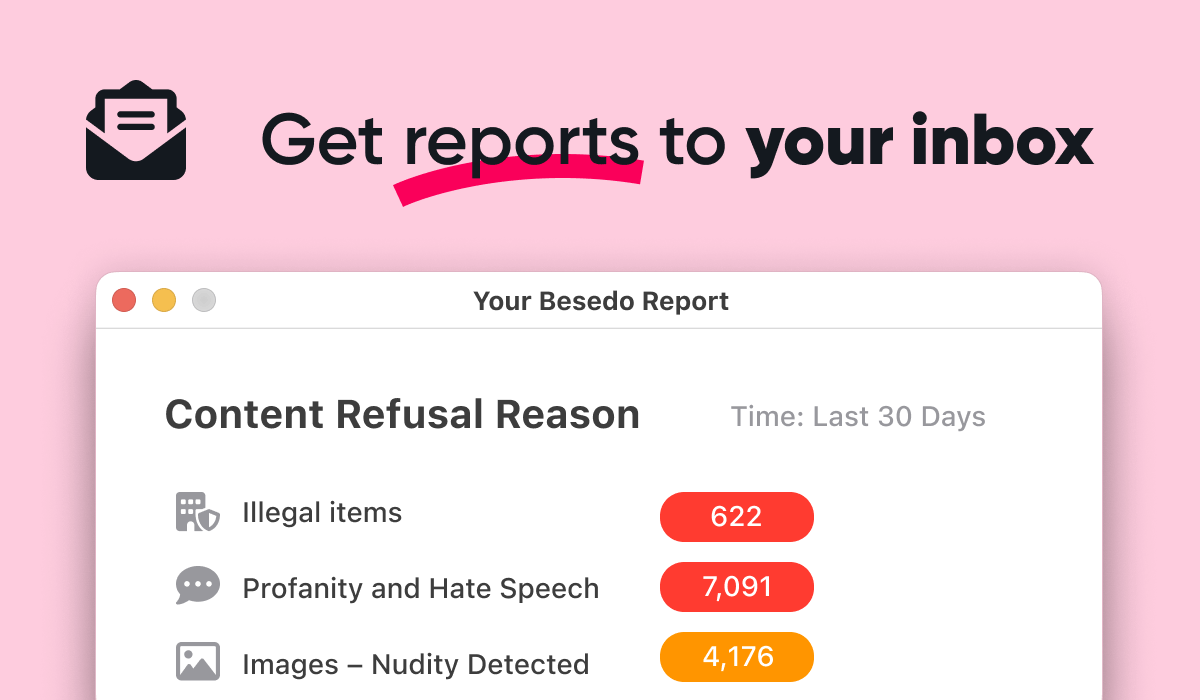 Get reports to your inbox
Your Besedo Report
Content Refusal Reason Time: Last 30 Days
Illegal items 622
Profanity and Hate Speech 7,091
Images – Nudity Detected 4,176